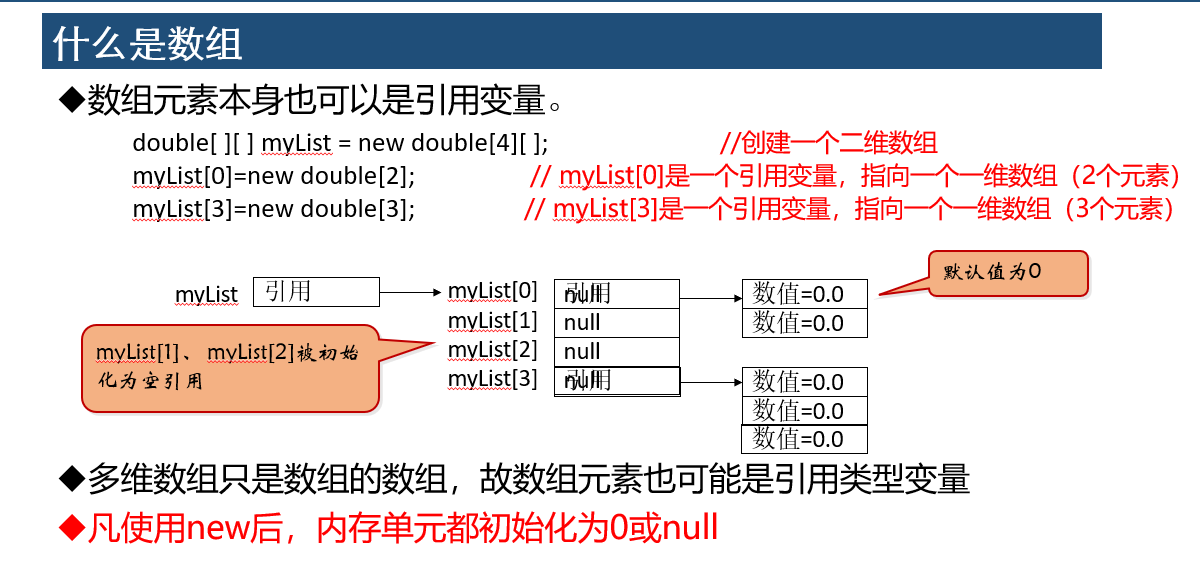 什么是数组
◆数组元素本身也可以是引用变量。
double[ ][ ] myList = new double[4][ ]; //创建一个二维数组
myList[0]=new double[2]; // myList[0]是一个引用变量，指向一个一维数组（2个元素）
myList[3]=new double[3]; // myList[3]是一个引用变量，指向一个一维数组（3个元素）
默认值为0
myList 引用
myList[0] 引用 null 数值=0.0
myList[1] null 数值=0.0
myList[2] null
myList[3] 引用 null 数值=0.0
数值=0.0
数值=0.0
myList[1]、 myList[2]被初始
化为空引用
◆多维数组只是数组的数组，故数组元素也可能是引用类型变量
◆凡使用new后，内存单元都初始化为0或null